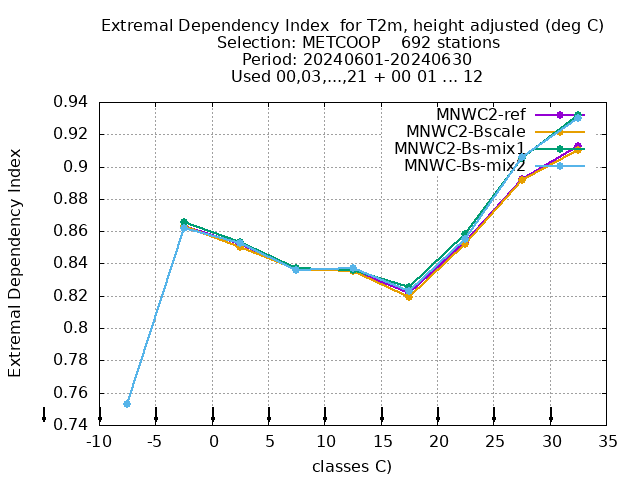 Extremal Dependency Index  for T2m, height adjusted (deg C)
Selection: METCOOP    692 stations
Period: 20240601-20240630
Used 00,03,...,21 + 00 01 ... 12
MNWC2-ref
MNWC2-Bscale
MNWC2-Bs-mix1
MNWC-Bs-mix2
Extremal Dependency Index
0.94
0.92
0.9
0.88
0.86
0.84
0.82
0.8
0.78
0.76
0.74
-10 -5 0 5 10 15 20 25 30 35
classes C)